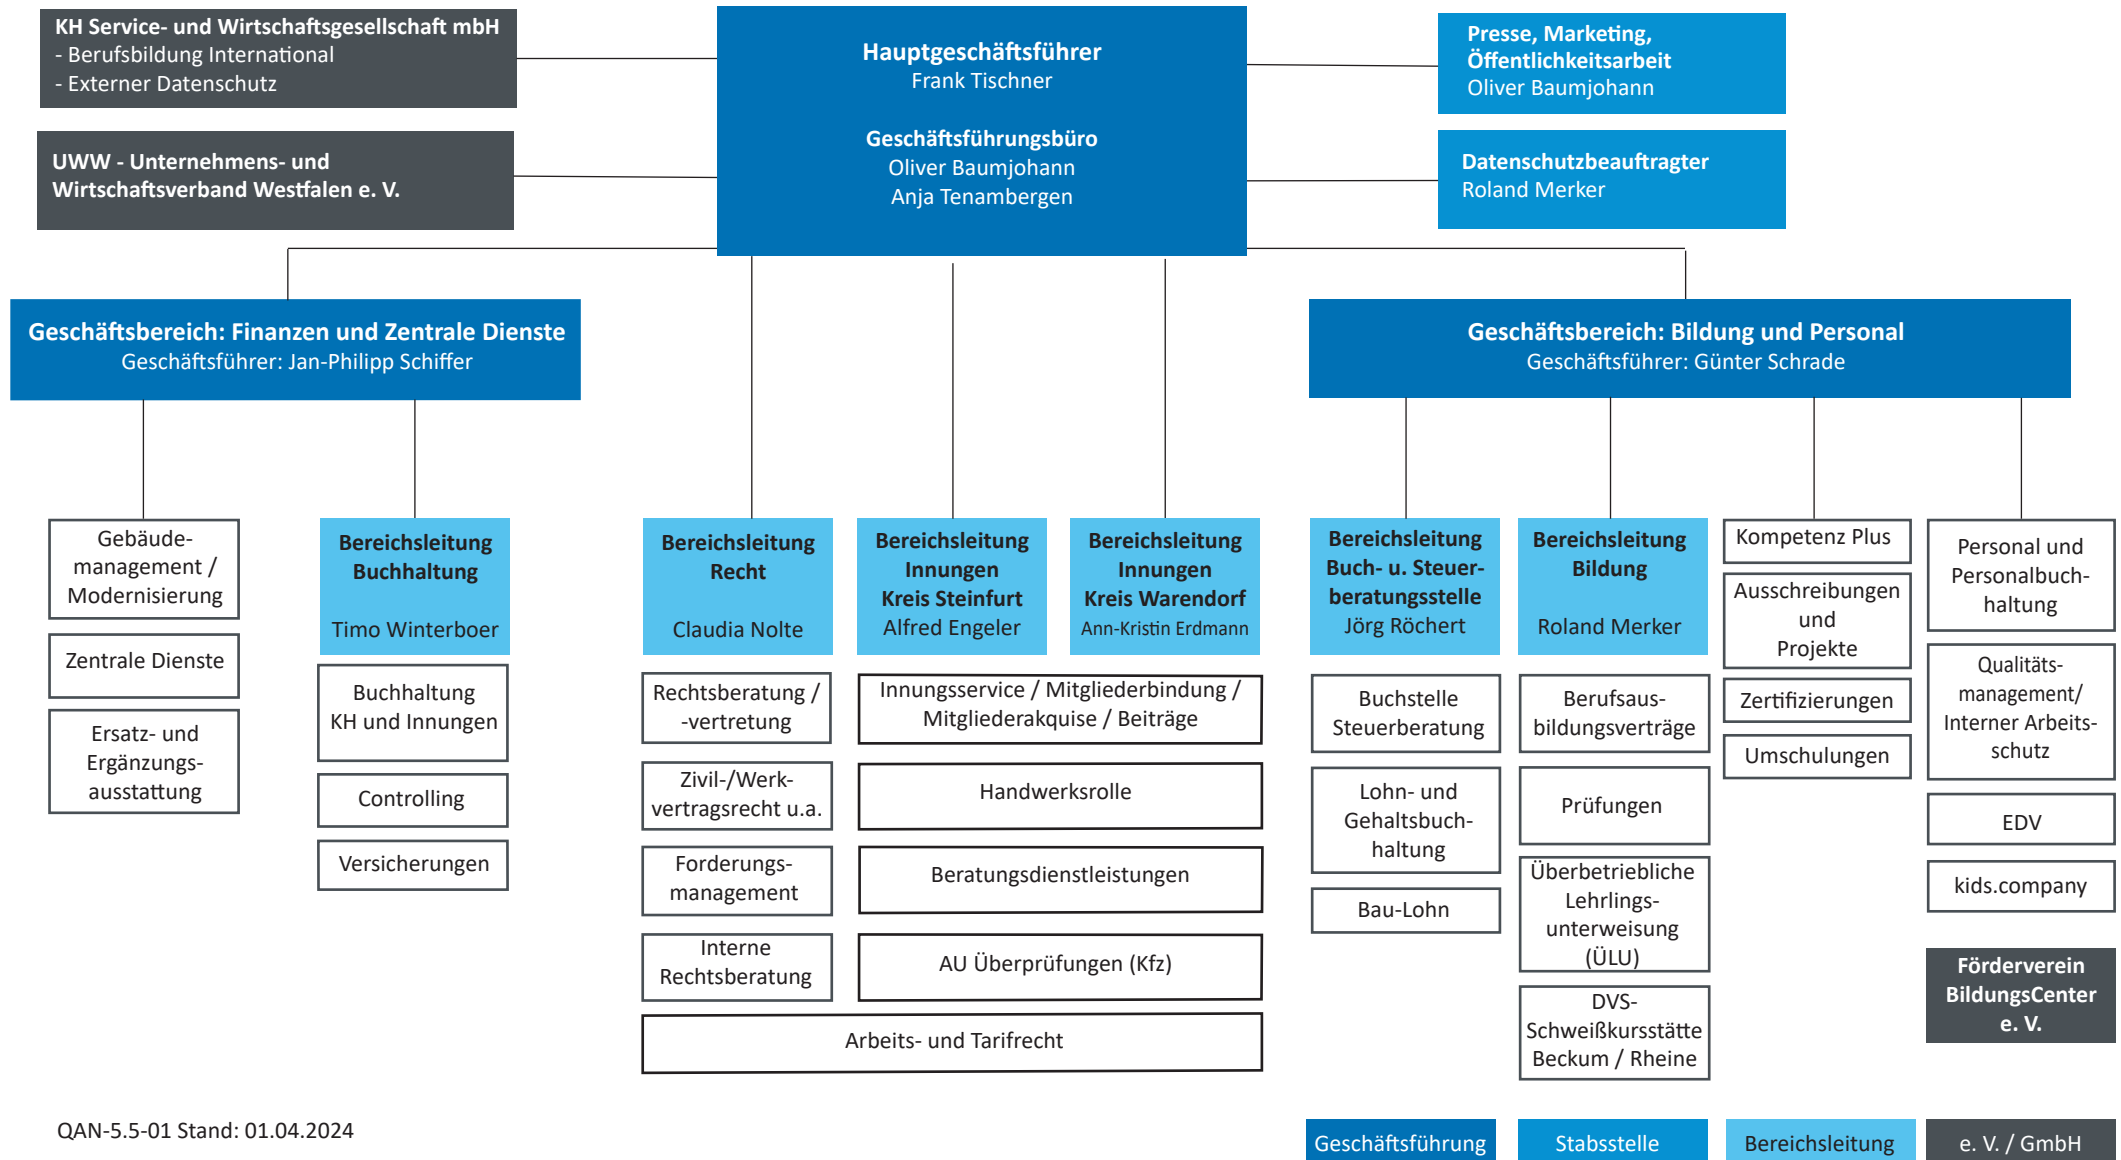 KH Service- und Wirtschaftsgesellschaft mbH
- Berufsbildung International
- Externer Datenschutz
UWW - Unternehmens- und
Wirtschaftsverband Westfalen e. V.
Hauptgeschäftsführer
Frank Tischner
Geschäftsführungsbüro
Oliver Baumjohann
Anja Tenambergen
Presse, Marketing,
Öffentlichkeitsarbeit
Oliver Baumjohann
Datenschutzbeauftragter
Roland Merker
Geschäftsbereich: Finanzen und Zentrale Dienste
Geschäftsführer: Jan-Philipp Schiffer
Geschäftsbereich: Bildung und Personal
Geschäftsführer: Günter Schrade
Gebäude-
management /
Modernisierung
Zentrale Dienste
Ersatz- und
Ergänzungs-
ausstattung
Bereichsleitung
Buchhaltung
Timo Winterboer
Buchhaltung
KH und Innungen
Controlling
Versicherungen
Bereichsleitung
Recht
Claudia Nolte
Rechtsberatung /
-vertretung
Zivil-/Werk-
vertragsrecht u.a.
Forderungs-
management
Interne
Rechtsberatung
Bereichsleitung
Innungen
Kreis Steinfurt
Alfred Engeler
Bereichsleitung
Innungen
Kreis Warendorf
Ann-Kristin Erdmann
Innungsservice / Mitgliederbindung /
Mitgliederakquise / Beiträge
Handwerksrolle
Beratungsdienstleistungen
AU Überprüfungen (Kfz)
Arbeits- und Tarifrecht
Bereichsleitung
Buch- u. Steuer-
beratungsstelle
Jörg Röchert
Buchstelle
Steuerberatung
Lohn- und
Gehaltsbuch-
haltung
Bau-Lohn
Bereichsleitung
Bildung
Roland Merker
Berufsaus-
bildungsverträge
Prüfungen
Überbetriebliche
Lehrlings-
unterweisung
(ÜLU)
DVS-
Schweißkursstätte
Beckum / Rheine
Kompetenz Plus
Ausschreibungen
und
Projekte
Zertifizierungen
Umschulungen
Personal und
Personalbuch-
haltung
Qualitäts-
management/
Interner Arbeits-
schutz
EDV
kids.company
Förderverein
BildungsCenter
e. V.
QAN-5.5-01 Stand: 01.04.2024
Geschäftsführung
Stabsstelle
Bereichsleitung
e. V. / GmbH